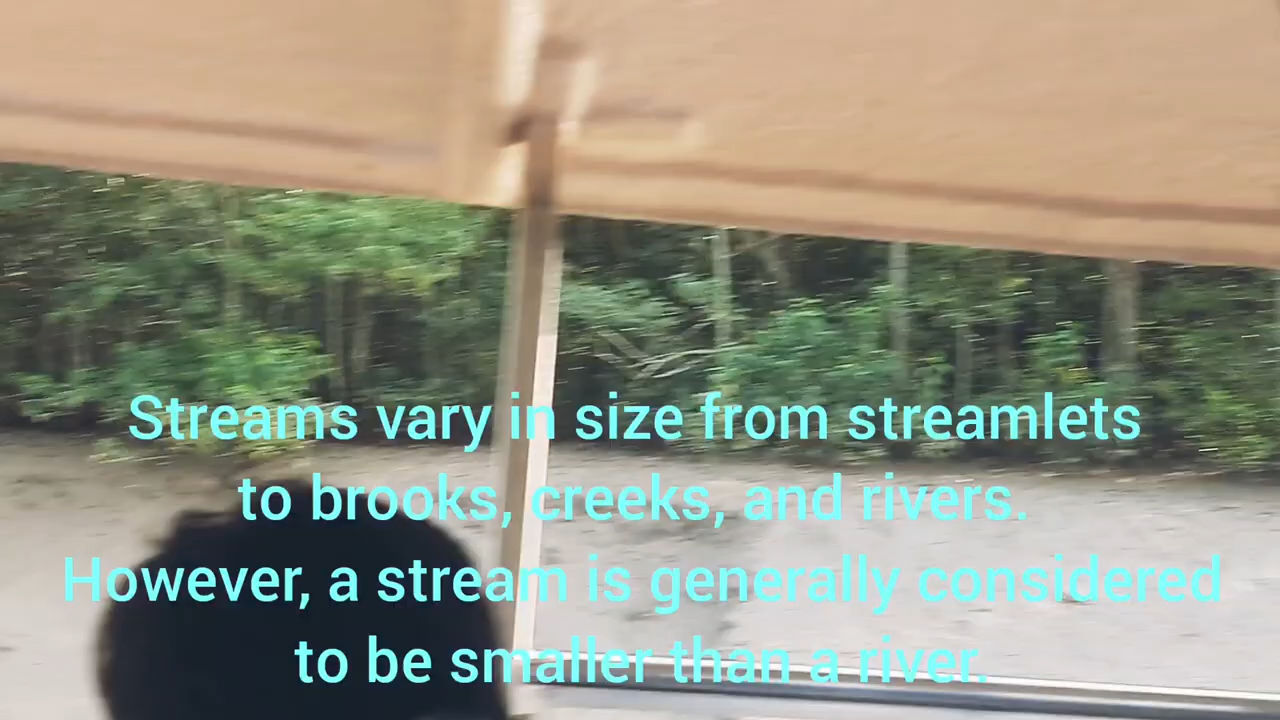 Streams vary in size from streamlets
to brooks, creeks, and rivers.
However, a stream is generally considered
to be smaller than a river.